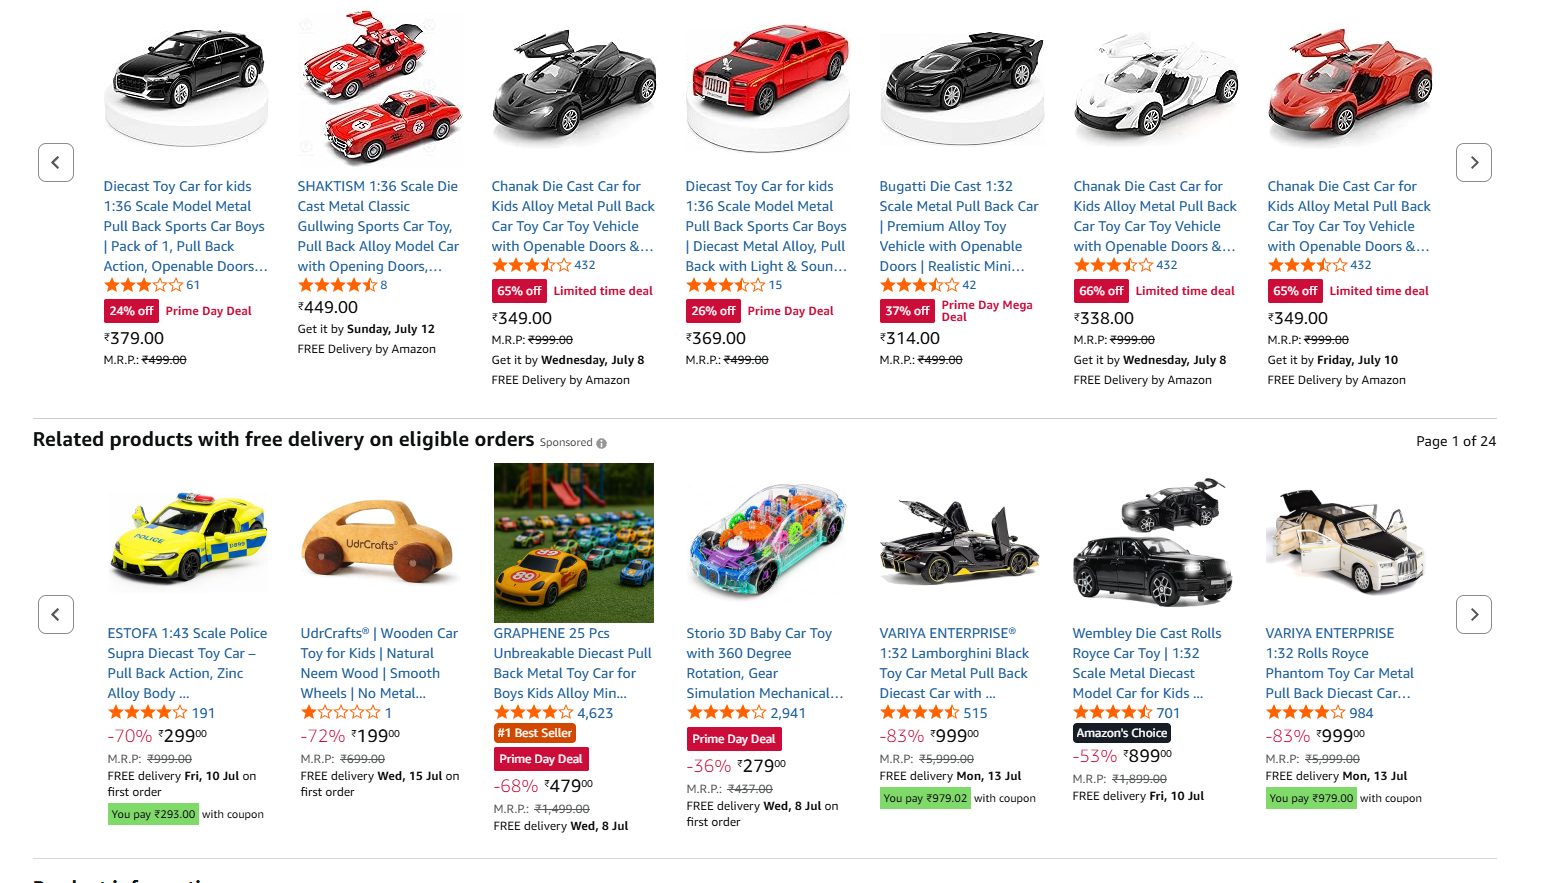 Diecast Toy Car for kids
1:36 Scale Model Metal
Pull Back Sports Car Boys
| Pack of 1, Pull Back
Action, Openable Doors...
61
24% off Prime Day Deal
₹379.00
M.R.P.: ₹499.00
SHAKTISM 1:36 Scale Die
Cast Metal Classic
Gullwing Sports Car Toy,
Pull Back Alloy Model Car
with Opening Doors,...
8
₹449.00
Get it by Sunday, July 12
FREE Delivery by Amazon
Chanak Die Cast Car for
Kids Alloy Metal Pull Back
Car Toy Car Toy Vehicle
with Openable Doors &...
432
65% off Limited time deal
₹349.00
M.R.P.: ₹999.00
Get it by Wednesday, July 8
FREE Delivery by Amazon
Diecast Toy Car for kids
1:36 Scale Model Metal
Pull Back Sports Car Boys
| Diecast Metal Alloy, Pull
Back with Light & Soun...
15
26% off Prime Day Deal
₹369.00
M.R.P.: ₹499.00
Bugatti Die Cast 1:32
Scale Metal Pull Back Car
| Premium Alloy Toy
Vehicle with Openable
Doors | Realistic Mini...
42
37% off Prime Day Mega
Deal
₹314.00
M.R.P.: ₹499.00
Chanak Die Cast Car for
Kids Alloy Metal Pull Back
Car Toy Car Toy Vehicle
with Openable Doors &...
432
66% off Limited time deal
₹338.00
M.R.P.: ₹999.00
Get it by Wednesday, July 8
FREE Delivery by Amazon
Chanak Die Cast Car for
Kids Alloy Metal Pull Back
Car Toy Car Toy Vehicle
with Openable Doors &...
432
65% off Limited time deal
₹349.00
M.R.P.: ₹999.00
Get it by Friday, July 10
FREE Delivery by Amazon
Related products with free delivery on eligible orders Sponsored
Page 1 of 24
POLICE
ESTOFA 1:43 Scale Police
Supra Diecast Toy Car –
Pull Back Action, Zinc
Alloy Body ...
191
-70% ₹29900
M.R.P: ₹999.00
FREE delivery Fri, 10 Jul on
first order
You pay ₹293.00 with coupon
UdrCrafts®
UdrCrafts® | Wooden Car
Toy for Kids | Natural
Neem Wood | Smooth
Wheels | No Metal...
1
-72% ₹19900
M.R.P: ₹699.00
FREE delivery Wed, 15 Jul on
first order
GRAPHENE 25 Pcs
Unbreakable Diecast Pull
Back Metal Toy Car for
Boys Kids Alloy Min...
4,623
#1 Best Seller
Prime Day Deal
-68% ₹47900
M.R.P.: ₹1,499.00
FREE delivery Wed, 8 Jul
Storio 3D Baby Car Toy
with 360 Degree
Rotation, Gear
Simulation Mechanical...
2,941
Prime Day Deal
-36% ₹27900
M.R.P: ₹437.00
FREE delivery Wed, 8 Jul on
first order
VARIYA ENTERPRISE®
1:32 Lamborghini Black
Toy Car Metal Pull Back
Diecast Car with ...
515
-83% ₹99900
M.R.P: ₹5,999.00
FREE delivery Mon, 13 Jul
You pay ₹979.02 with coupon
Wembley Die Cast Rolls
Royce Car Toy | 1:32
Scale Metal Diecast
Model Car for Kids ...
701
Amazon's Choice
-53% ₹89900
M.R.P: ₹1,899.00
FREE delivery Fri, 10 Jul
VARIYA ENTERPRISE
1:32 Rolls Royce
Phantom Toy Car Metal
Pull Back Diecast Car...
984
-83% ₹99900
M.R.P: ₹5,999.00
FREE delivery Mon, 13 Jul
You pay ₹979.00 with coupon